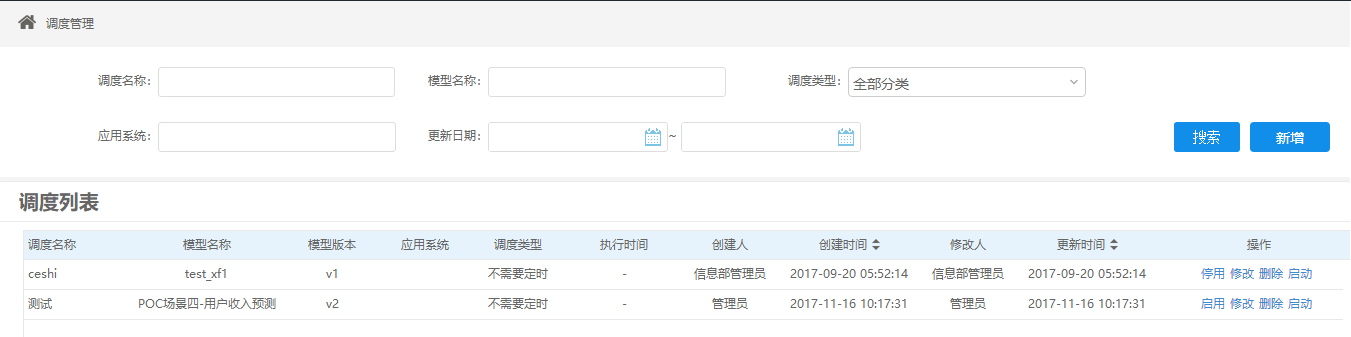 调度管理
调度名称: 模型名称: 调度类型: 全部分类
应用系统: 更新日期: ~ 搜索 新增
调度列表
调度名称 模型名称 模型版本 应用系统 调度类型 执行时间 创建人 创建时间 修改人 更新时间 操作
ceshi test_xf1 v1 不需要定时 - 信息部管理员 2017-09-20 05:52:14 信息部管理员 2017-09-20 05:52:14 停用 修改 删除 启动
测试 POC场景四-用户收入预测 v2 不需要定时 - 管理员 2017-11-16 10:17:31 管理员 2017-11-16 10:17:31 启用 修改 删除 启动